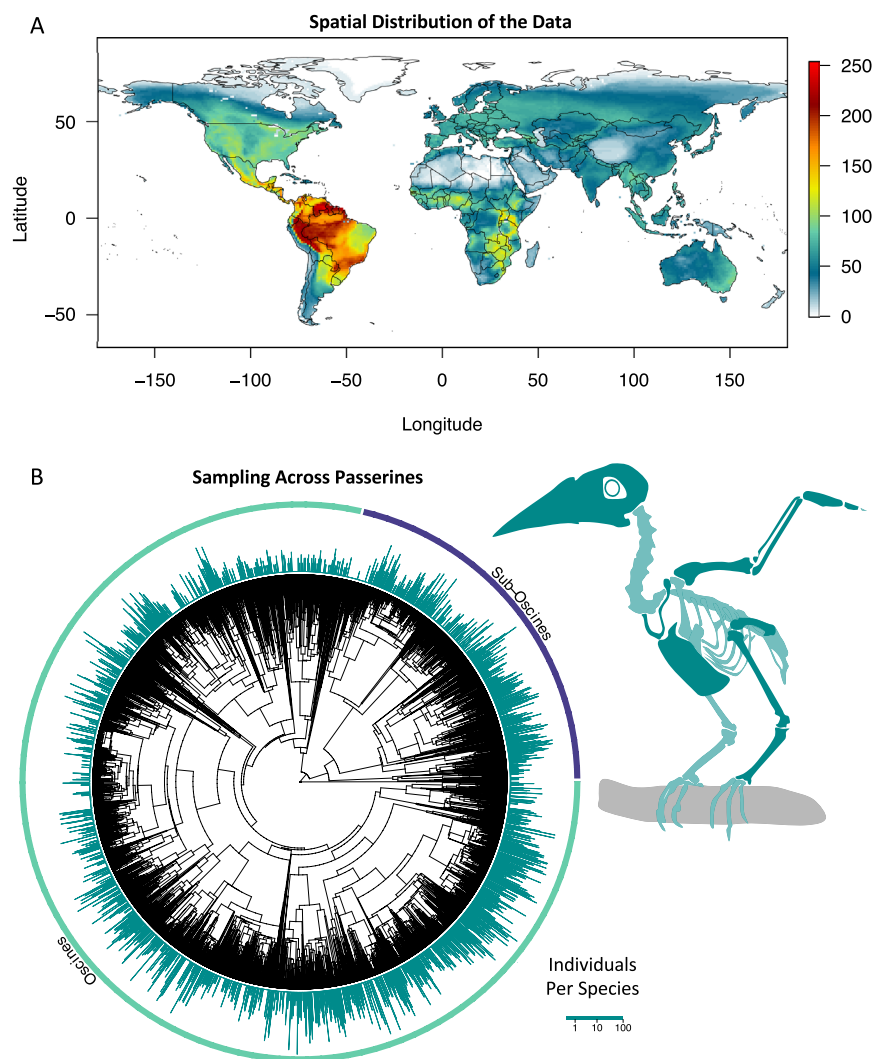 A
Spatial Distribution of the Data
Latitude
50
0
−50
−150
−100
−50
0
50
100
150
Longitude
250
200
150
100
50
0
B
Sampling Across Passerines
Sub-Oscines
Oscines
Individuals
Per Species
1 10 100